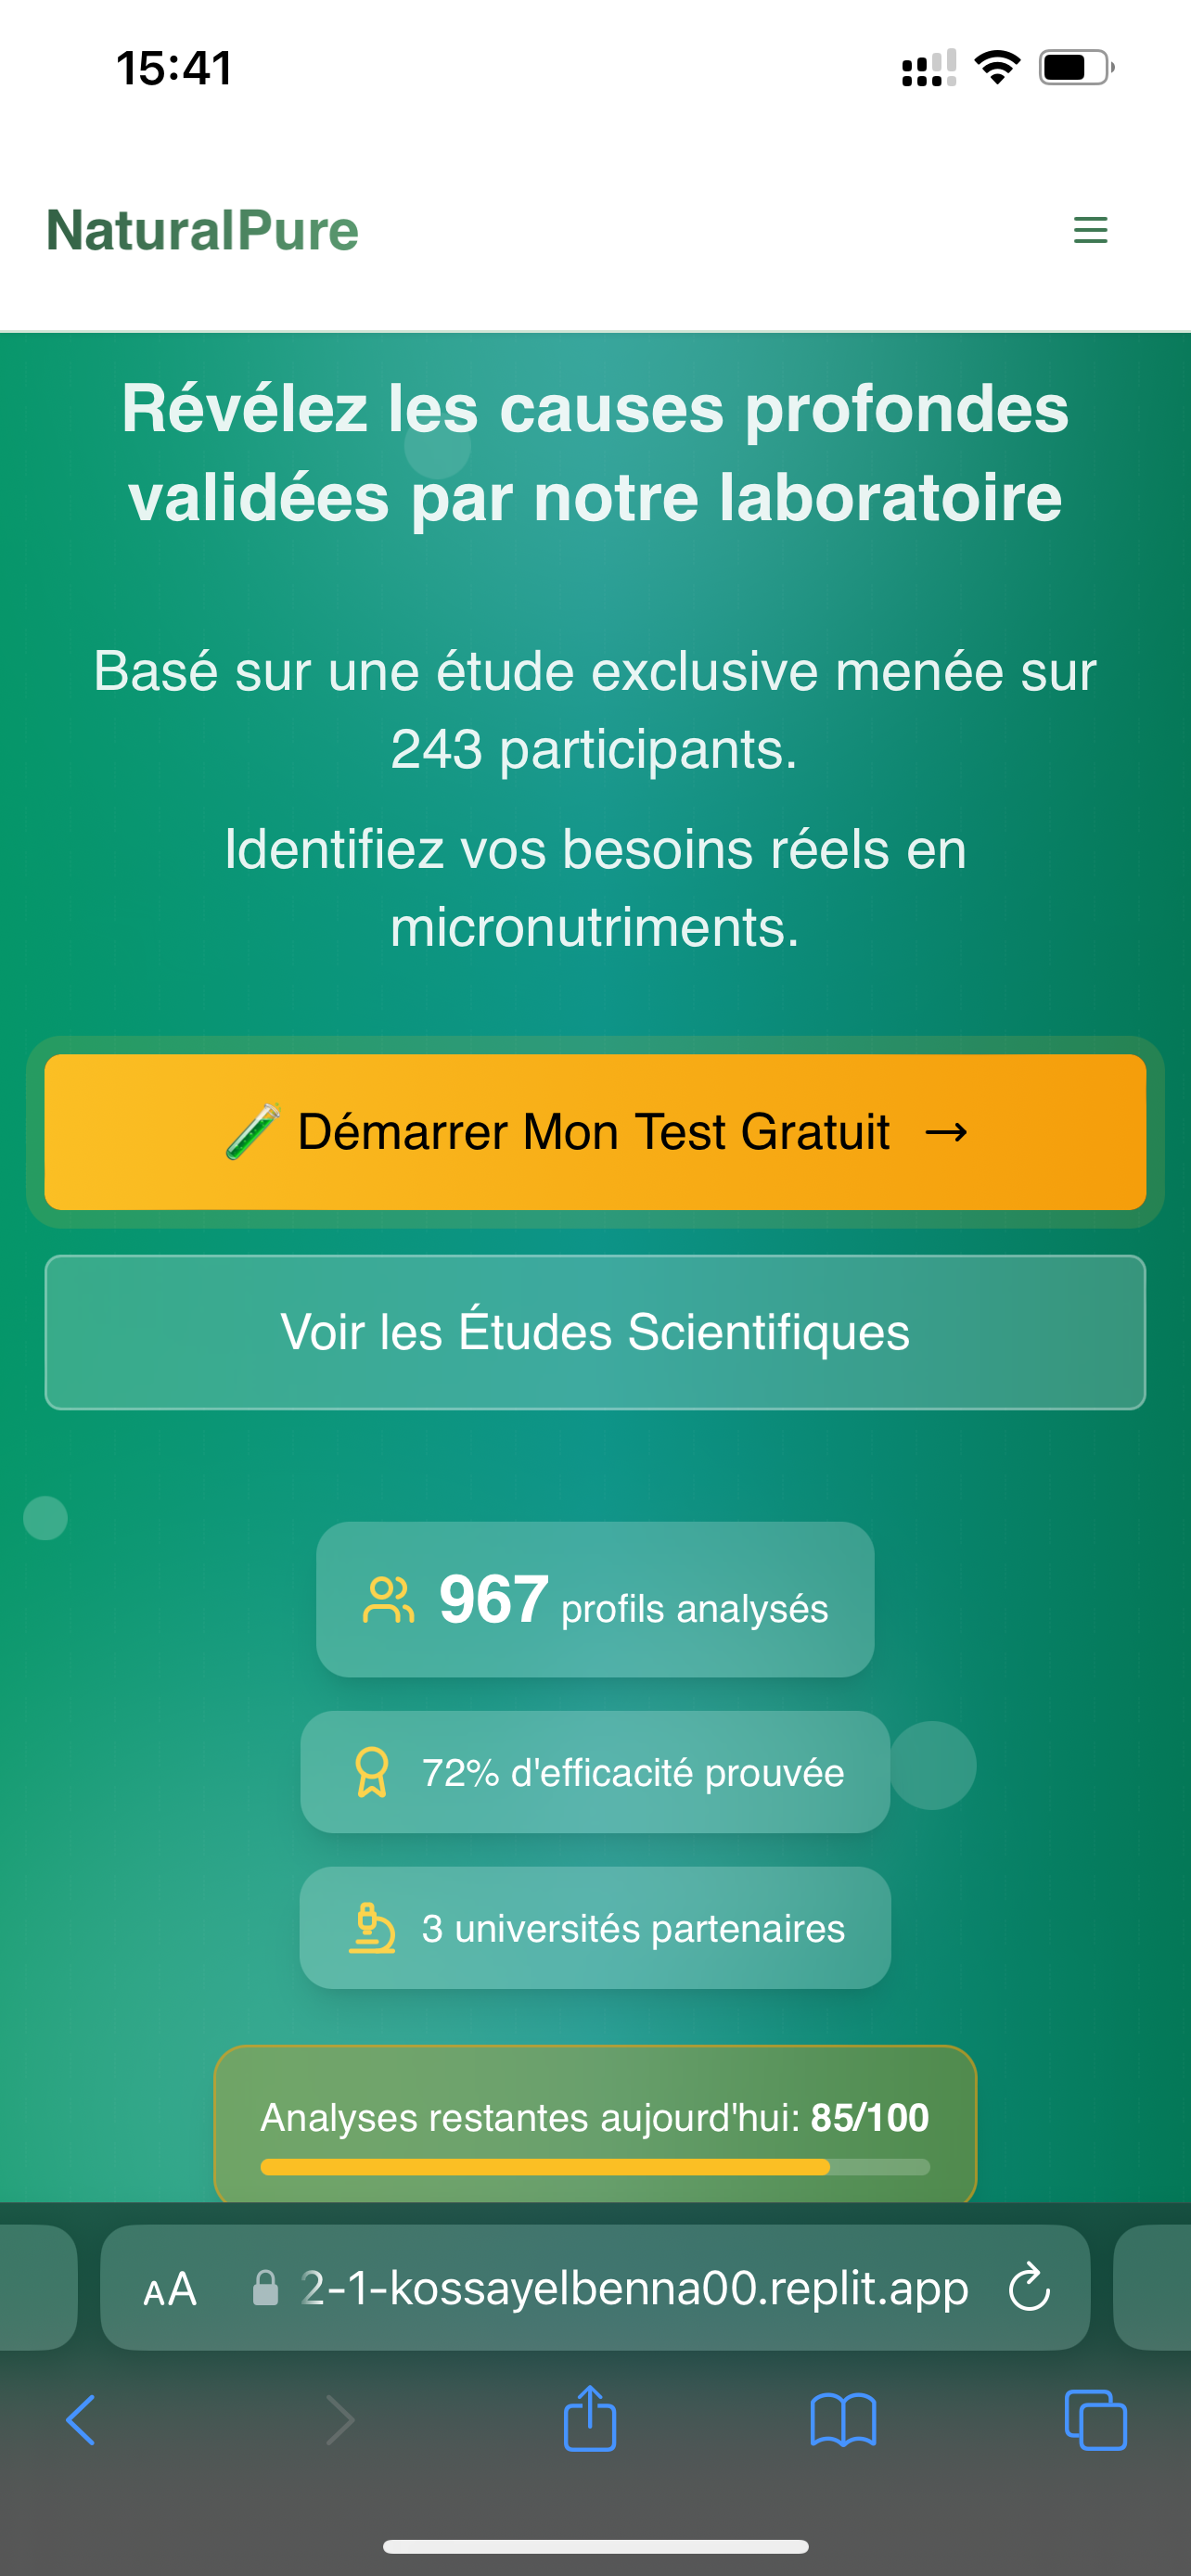 15:41
NaturalPure
Révélez les causes profondes
validées par notre laboratoire
Basé sur une étude exclusive menée sur
243 participants.
Identifiez vos besoins réels en
micronutriments.
Démarrer Mon Test Gratuit →
Voir les Études Scientifiques
967 profils analysés
72% d'efficacité prouvée
3 universités partenaires
Analyses restantes aujourd'hui: 85/100
AA 2-1-kossayelbenna00.replit.app